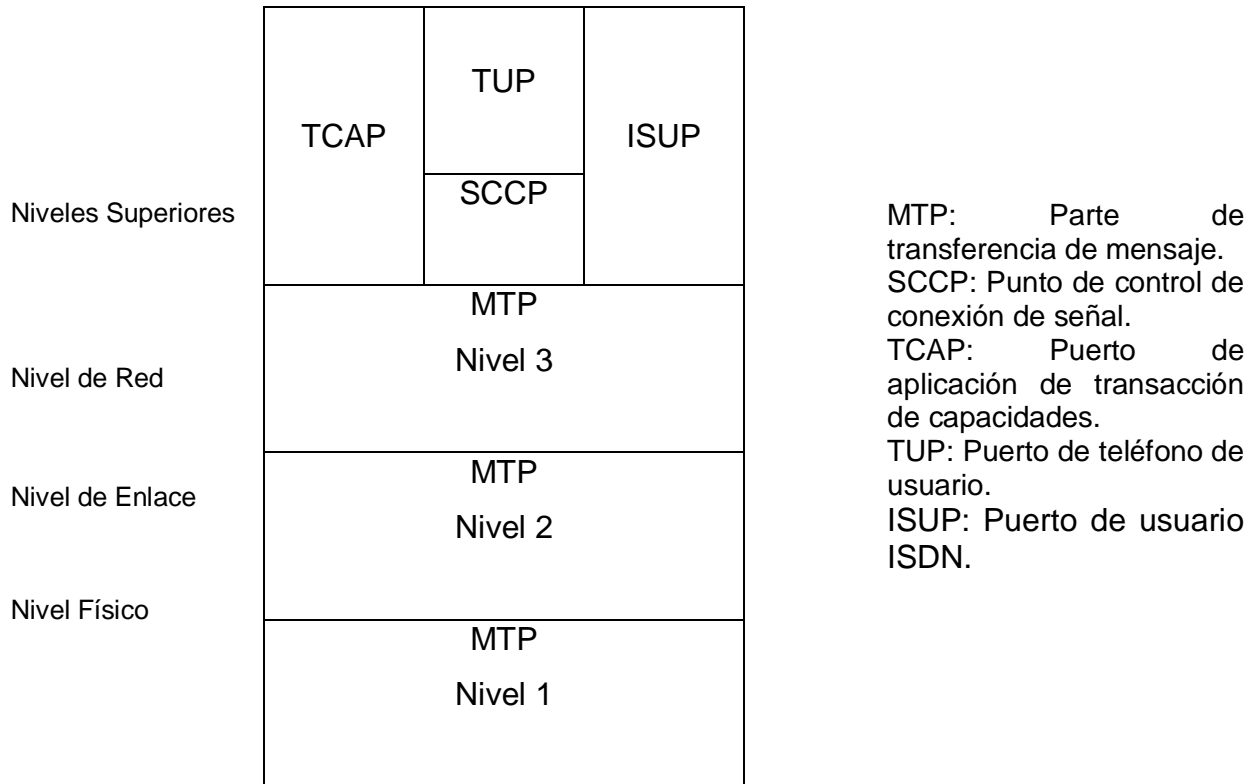 TUP
TCAP
ISUP
SCCP
Niveles Superiores
MTP
Nivel 3
Nivel de Red
MTP
Nivel de Enlace
Nivel 2
Nivel Físico
MTP
Nivel 1
MTP: Parte de
transferencia de mensaje.
SCCP: Punto de control de
conexión de señal.
TCAP: Puerto de
aplicación de transacción
de capacidades.
TUP: Puerto de teléfono de
usuario.
ISUP: Puerto de usuario
ISDN.